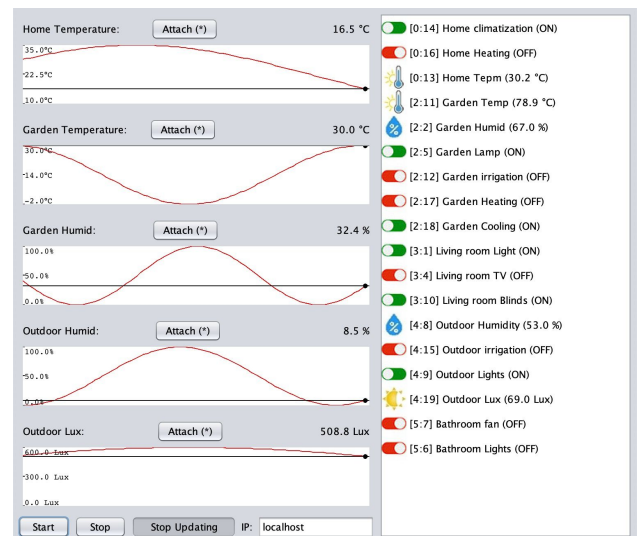 Home Temperature: Attach (*) 16.5 °C
35.0°C
22.5°C
10.0°C
Garden Temperature: Attach (*) 30.0 °C
30.0°C
14.0°C
-2.0°C
Garden Humid: Attach (*) 32.4 %
100.0%
50.0%
0.0%
Outdoor Humid: Attach (*) 8.5 %
100.0%
50.0%
0.0%
Outdoor Lux: Attach (*) 508.8 Lux
600.0 Lux
300.0 Lux
0.0 Lux
Start Stop Stop Updating IP: localhost
[0:14] Home climatization (ON)
[0:16] Home Heating (OFF)
[0:13] Home Tepm (30.2 °C)
[2:11] Garden Temp (78.9 °C)
[2:2] Garden Humid (67.0 %)
[2:5] Garden Lamp (ON)
[2:12] Garden irrigation (OFF)
[2:17] Garden Heating (OFF)
[2:18] Garden Cooling (ON)
[3:1] Living room Light (ON)
[3:4] Living room TV (OFF)
[3:10] Living room Blinds (ON)
[4:8] Outdoor Humidity (53.0 %)
[4:15] Outdoor irrigation (OFF)
[4:9] Outdoor Lights (ON)
[4:19] Outdoor Lux (69.0 Lux)
[5:7] Bathroom fan (OFF)
[5:6] Bathroom Lights (OFF)